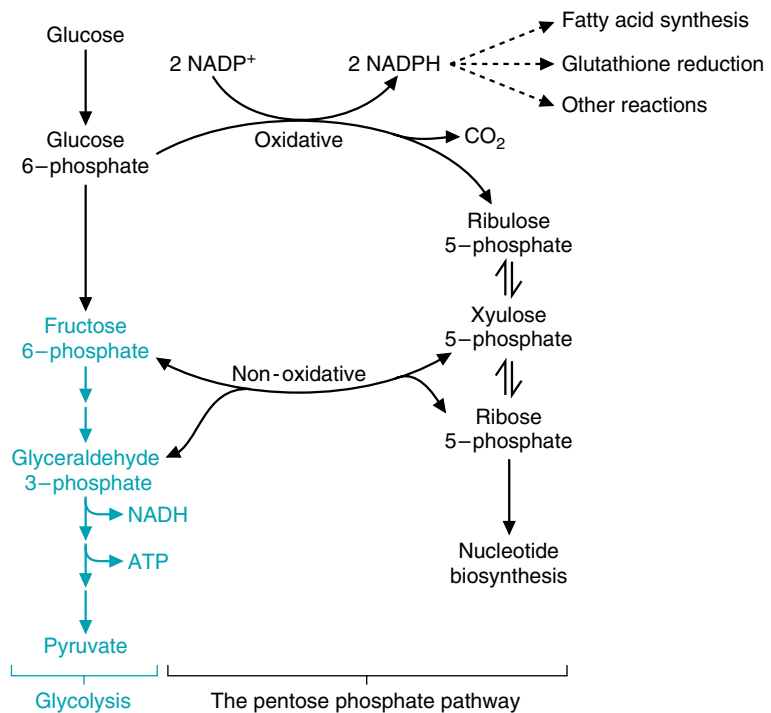 Glucose
2 NADP⁺
2 NADPH
Fatty acid synthesis
Glutathione reduction
Other reactions
Glucose
6–phosphate
Oxidative
CO₂
Ribulose
5–phosphate
Xyulose
5–phosphate
Fructose
6–phosphate
Non-oxidative
Ribose
5–phosphate
Glyceraldehyde
3–phosphate
NADH
ATP
Nucleotide
biosynthesis
Pyruvate
Glycolysis
The pentose phosphate pathway